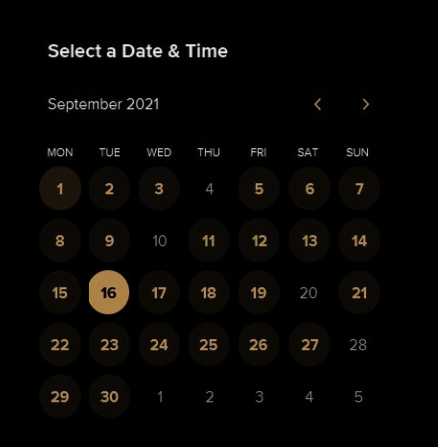 Select a Date & Time
September 2021
MON TUE WED THU FRI SAT SUN
1 2 3 4 5 6 7
8 9 10 11 12 13 14
15 16 17 18 19 20 21
22 23 24 25 26 27 28
29 30 1 2 3 4 5